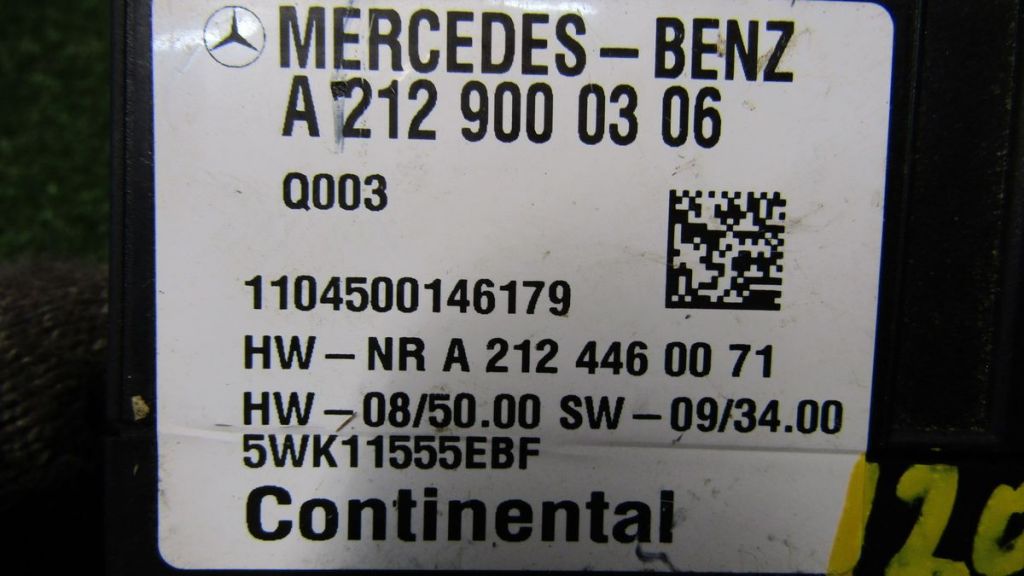 MERCEDES-BENZ
A 212 900 03 06
Q003
1104500146179
HW-NR A 212 446 00 71
HW-08/50.00 SW-09/34.00
5WK11555EBF
Continental